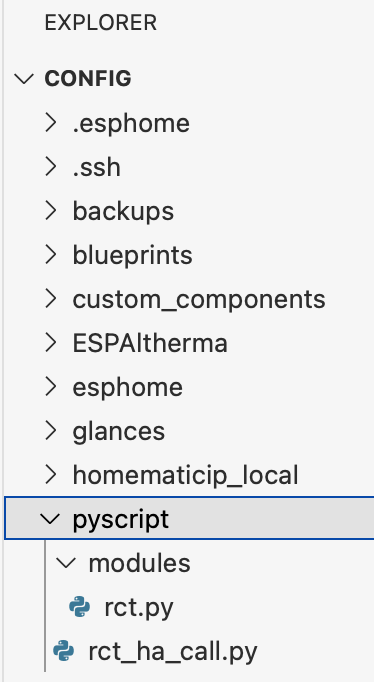 EXPLORER
CONFIG
.esphome
.ssh
backups
blueprints
custom_components
ESPAltherma
esphome
glances
homematicip_local
pyscript
modules
rct.py
rct_ha_call.py